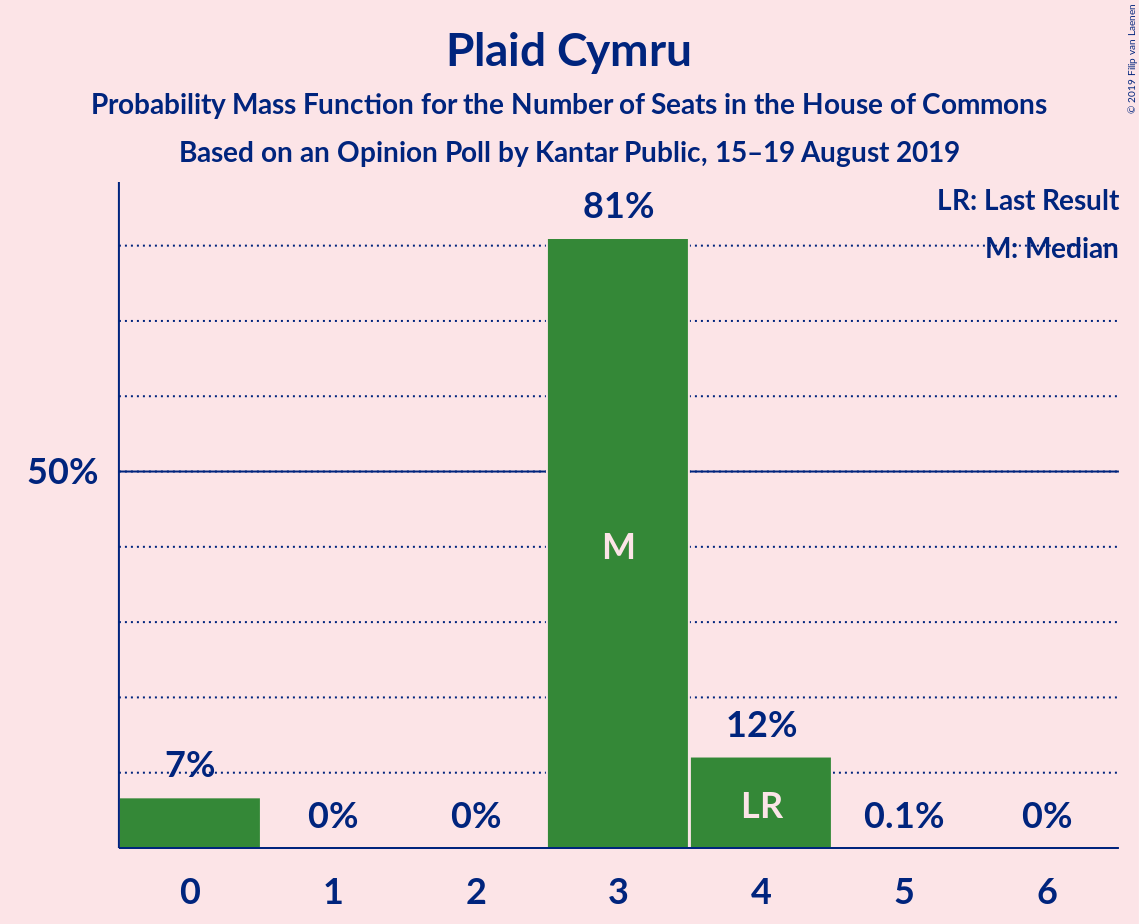 Plaid Cymru
Probability Mass Function for the Number of Seats in the House of Commons
Based on an Opinion Poll by Kantar Public, 15–19 August 2019
© 2019 Filip van Laenen
LR: Last Result
M: Median
81%
50%
M
12%
7%
LR
0%
0%
0.1%
0%
0
1
2
3
4
5
6